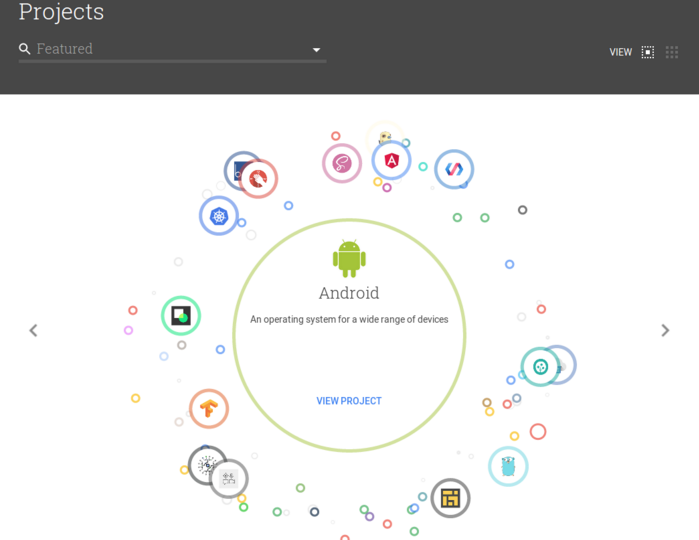 Projects
Featured
VIEW
Android
An operating system for a wide range of devices
VIEW PROJECT